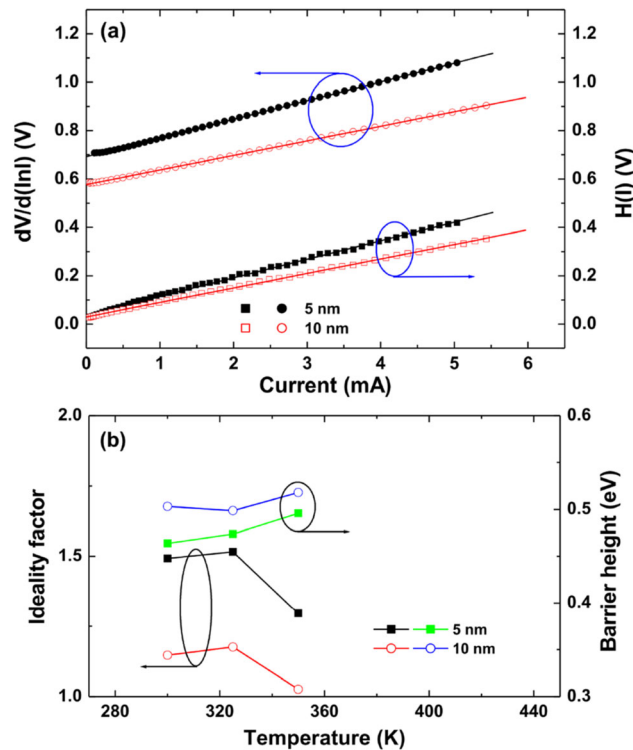 (a)
1.2
1.0
0.8
0.6
0.4
0.2
0.0
dV/d(lnI) (V)
1.2
1.0
0.8
0.6
0.4
0.2
0.0
H(I) (V)
5 nm
10 nm
0 1 2 3 4 5 6
Current (mA)
(b)
2.0
1.5
1.0
Ideality factor
0.6
0.5
0.4
0.3
Barrier height (eV)
5 nm
10 nm
280 320 360 400 440
Temperature (K)